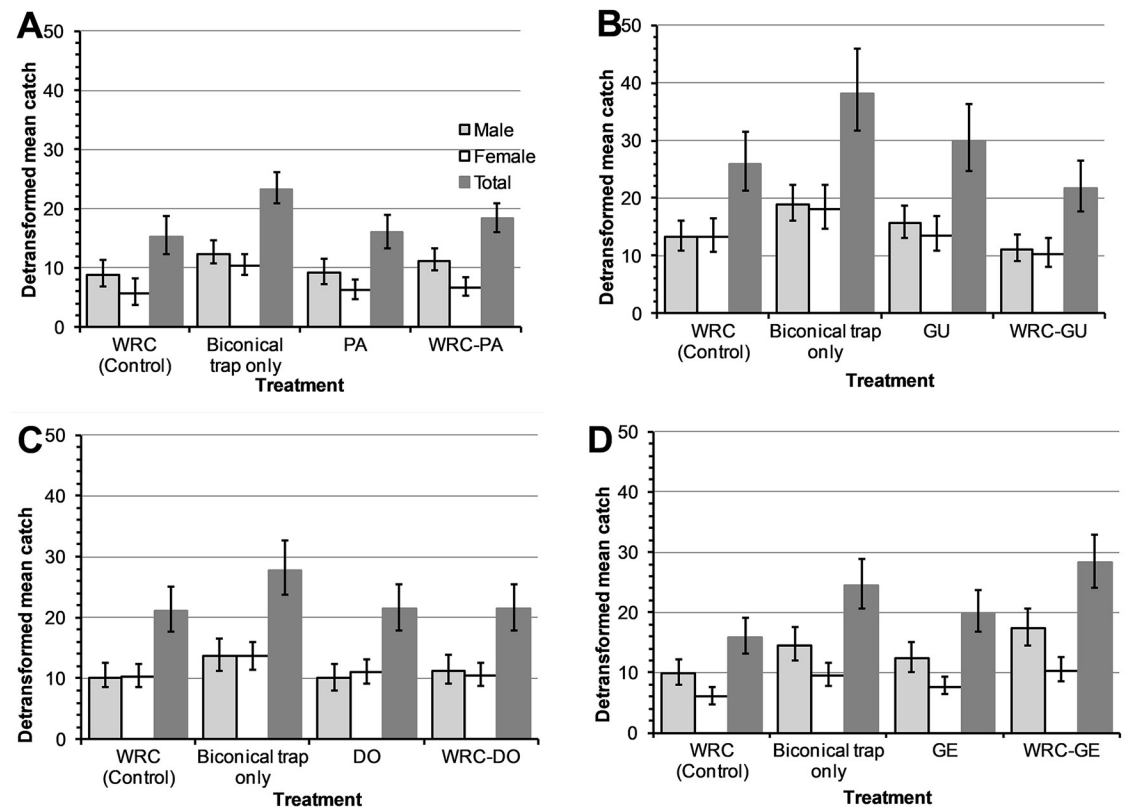 A
Detransformed mean catch
50
40
30
20
10
0
Male
Female
Total
WRC (Control)
Biconical trap only
PA
WRC-PA
Treatment
B
Detransformed mean catch
50
40
30
20
10
0
WRC (Control)
Biconical trap only
GU
WRC-GU
Treatment
C
Detransformed mean catch
50
40
30
20
10
0
WRC (Control)
Biconical trap only
DO
WRC-DO
Treatment
D
Detransformed mean catch
50
40
30
20
10
0
WRC (Control)
Biconical trap only
GE
WRC-GE
Treatment